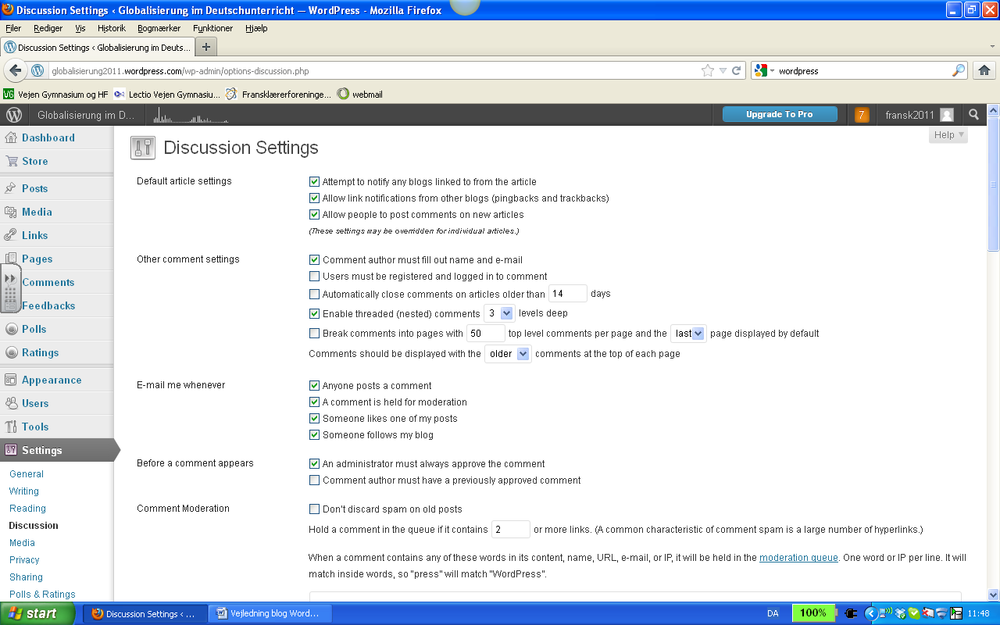 Discussion Settings ‹ Globalisierung im Deutschunterricht — WordPress - Mozilla Firefox
Filer Rediger Vis Historik Bogmærker Funktioner Hjælp
Discussion Settings ‹ Globalisierung im Deuts... +
globalisierung2011.wordpress.com/wp-admin/options-discussion.php wordpress
VG Vejen Gymnasium og HF Lectio Vejen Gymnasiu... Fransklærerforeninge... webmail
Globalisierung im D... Upgrade To Pro 7 fransk2011
Help
Discussion Settings
Dashboard
Store
Posts
Media
Links
Pages
Comments
Feedbacks
Polls
Ratings
Appearance
Users
Tools
Settings
General
Writing
Reading
Discussion
Media
Privacy
Sharing
Polls & Ratings
Default article settings
Attempt to notify any blogs linked to from the article
Allow link notifications from other blogs (pingbacks and trackbacks)
Allow people to post comments on new articles
(These settings may be overridden for individual articles.)
Other comment settings
Comment author must fill out name and e-mail
Users must be registered and logged in to comment
Automatically close comments on articles older than 14 days
Enable threaded (nested) comments 3 levels deep
Break comments into pages with 50 top level comments per page and the last page displayed by default
Comments should be displayed with the older comments at the top of each page
E-mail me whenever
Anyone posts a comment
A comment is held for moderation
Someone likes one of my posts
Someone follows my blog
Before a comment appears
An administrator must always approve the comment
Comment author must have a previously approved comment
Comment Moderation
Don't discard spam on old posts
Hold a comment in the queue if it contains 2 or more links. (A common characteristic of comment spam is a large number of hyperlinks.)
When a comment contains any of these words in its content, name, URL, e-mail, or IP, it will be held in the moderation queue. One word or IP per line. It will
match inside words, so "press" will match "WordPress".
start Discussion Settings ‹ ... Vejledning blog Word... DA 100% 11:48